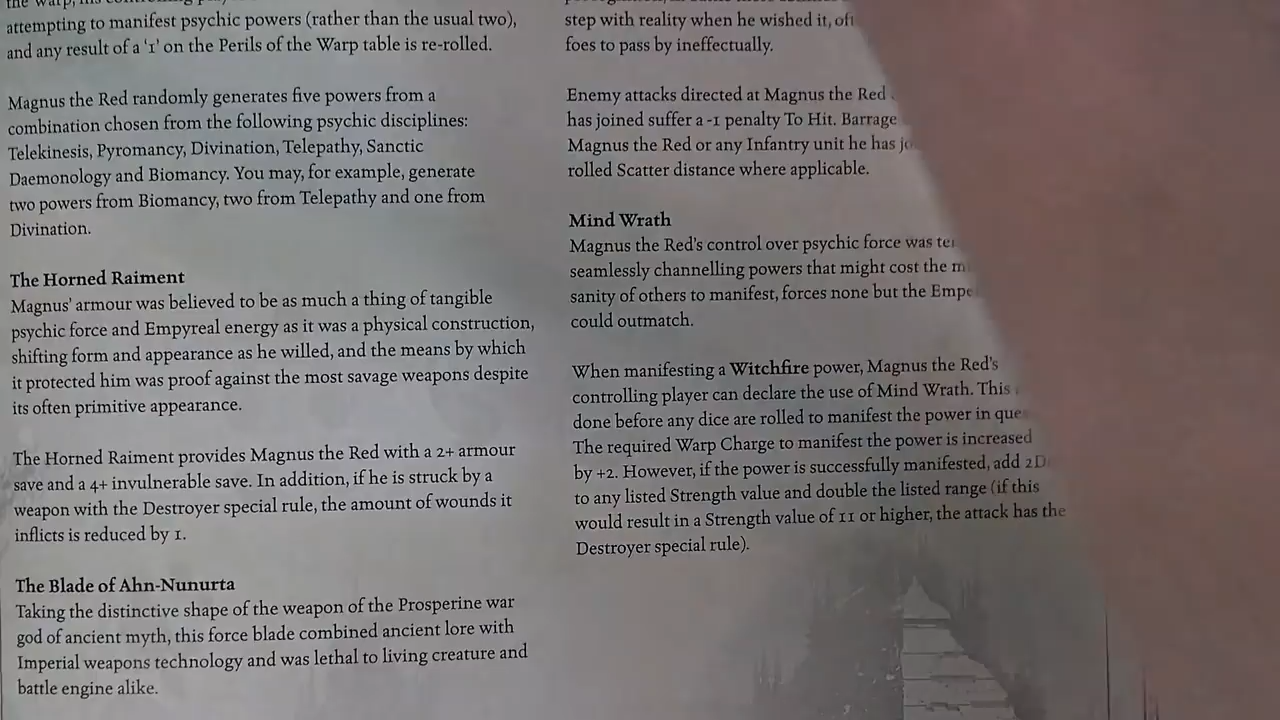 attempting to manifest psychic powers (rather than the usual two),
and any result of a '1' on the Perils of the Warp table is re-rolled.
Magnus the Red randomly generates five powers from a
combination chosen from the following psychic disciplines:
Telekinesis, Pyromancy, Divination, Telepathy, Sanctic
Daemonology and Biomancy. You may, for example, generate
two powers from Biomancy, two from Telepathy and one from
Divination.
The Horned Raiment
Magnus' armour was believed to be as much a thing of tangible
psychic force and Empyreal energy as it was a physical construction,
shifting form and appearance as he willed, and the means by which
it protected him was proof against the most savage weapons despite
its often primitive appearance.
The Horned Raiment provides Magnus the Red with a 2+ armour
save and a 4+ invulnerable save. In addition, if he is struck by a
weapon with the Destroyer special rule, the amount of wounds it
inflicts is reduced by 1.
The Blade of Ahn-Nunurta
Taking the distinctive shape of the weapon of the Prosperine war
god of ancient myth, this force blade combined ancient lore with
Imperial weapons technology and was lethal to living creature and
battle engine alike.
step with reality when he wished it,
foes to pass by ineffectually.
Enemy attacks directed at Magnus the Red
has joined suffer a -1 penalty To Hit. Barrage
Magnus the Red or any Infantry unit he has
rolled Scatter distance where applicable.
Mind Wrath
Magnus the Red's control over psychic force was
seamlessly channelling powers that might cost the
sanity of others to manifest, forces none but the
could outmatch.
When manifesting a Witchfire power, Magnus the Red's
controlling player can declare the use of Mind Wrath. This
done before any dice are rolled to manifest the power in
The required Warp Charge to manifest the power is increased
by +2. However, if the power is successfully manifested, add
to any listed Strength value and double the listed range (if this
would result in a Strength value of 11 or higher, the attack has the
Destroyer special rule).